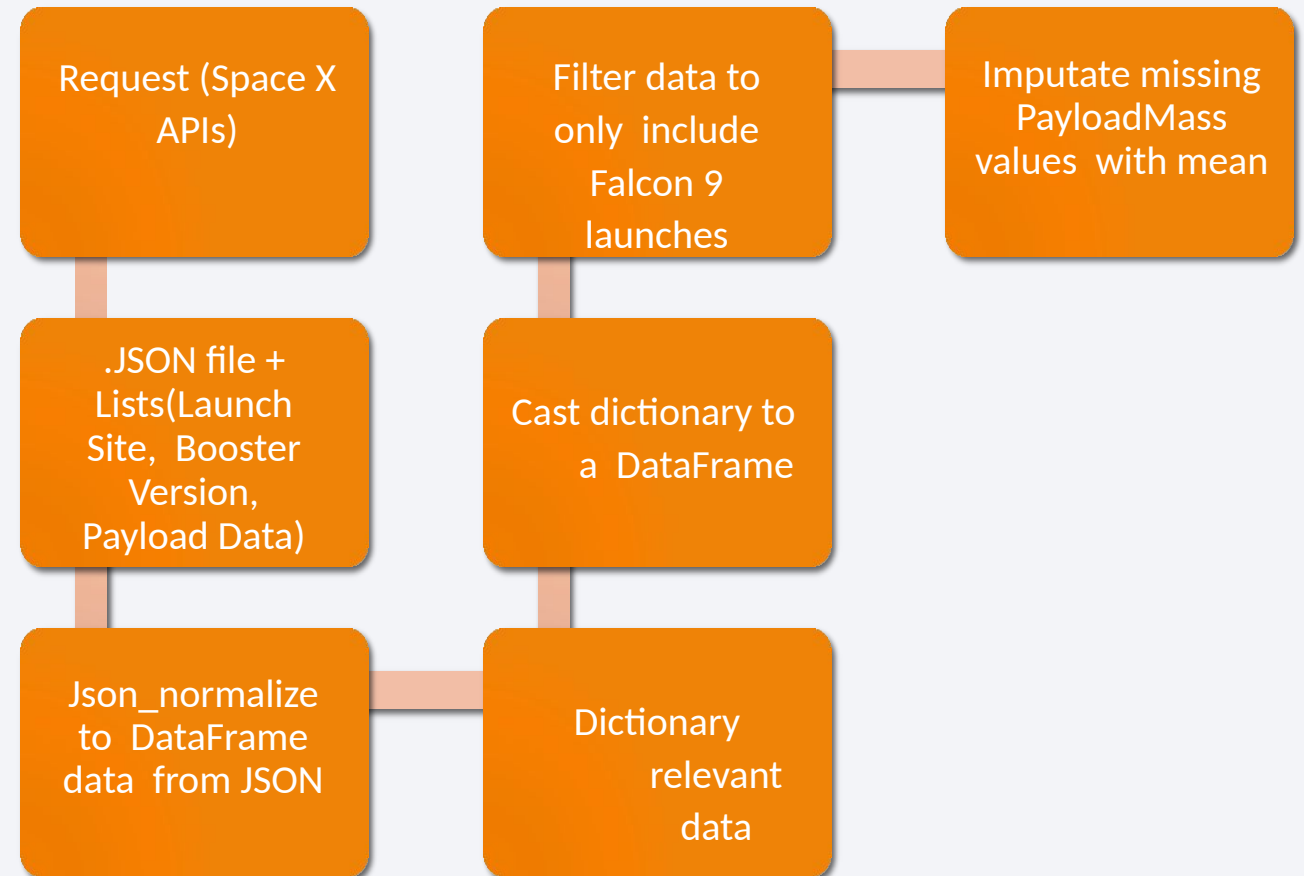 Request (Space X
APIs)
.JSON file +
Lists(Launch
Site, Booster
Version,
Payload Data)
Json_normalize
to DataFrame
data from JSON
Dictionary
relevant
data
Cast dictionary to
a DataFrame
Filter data to
only include
Falcon 9
launches
Imputate missing
PayloadMass
values with mean